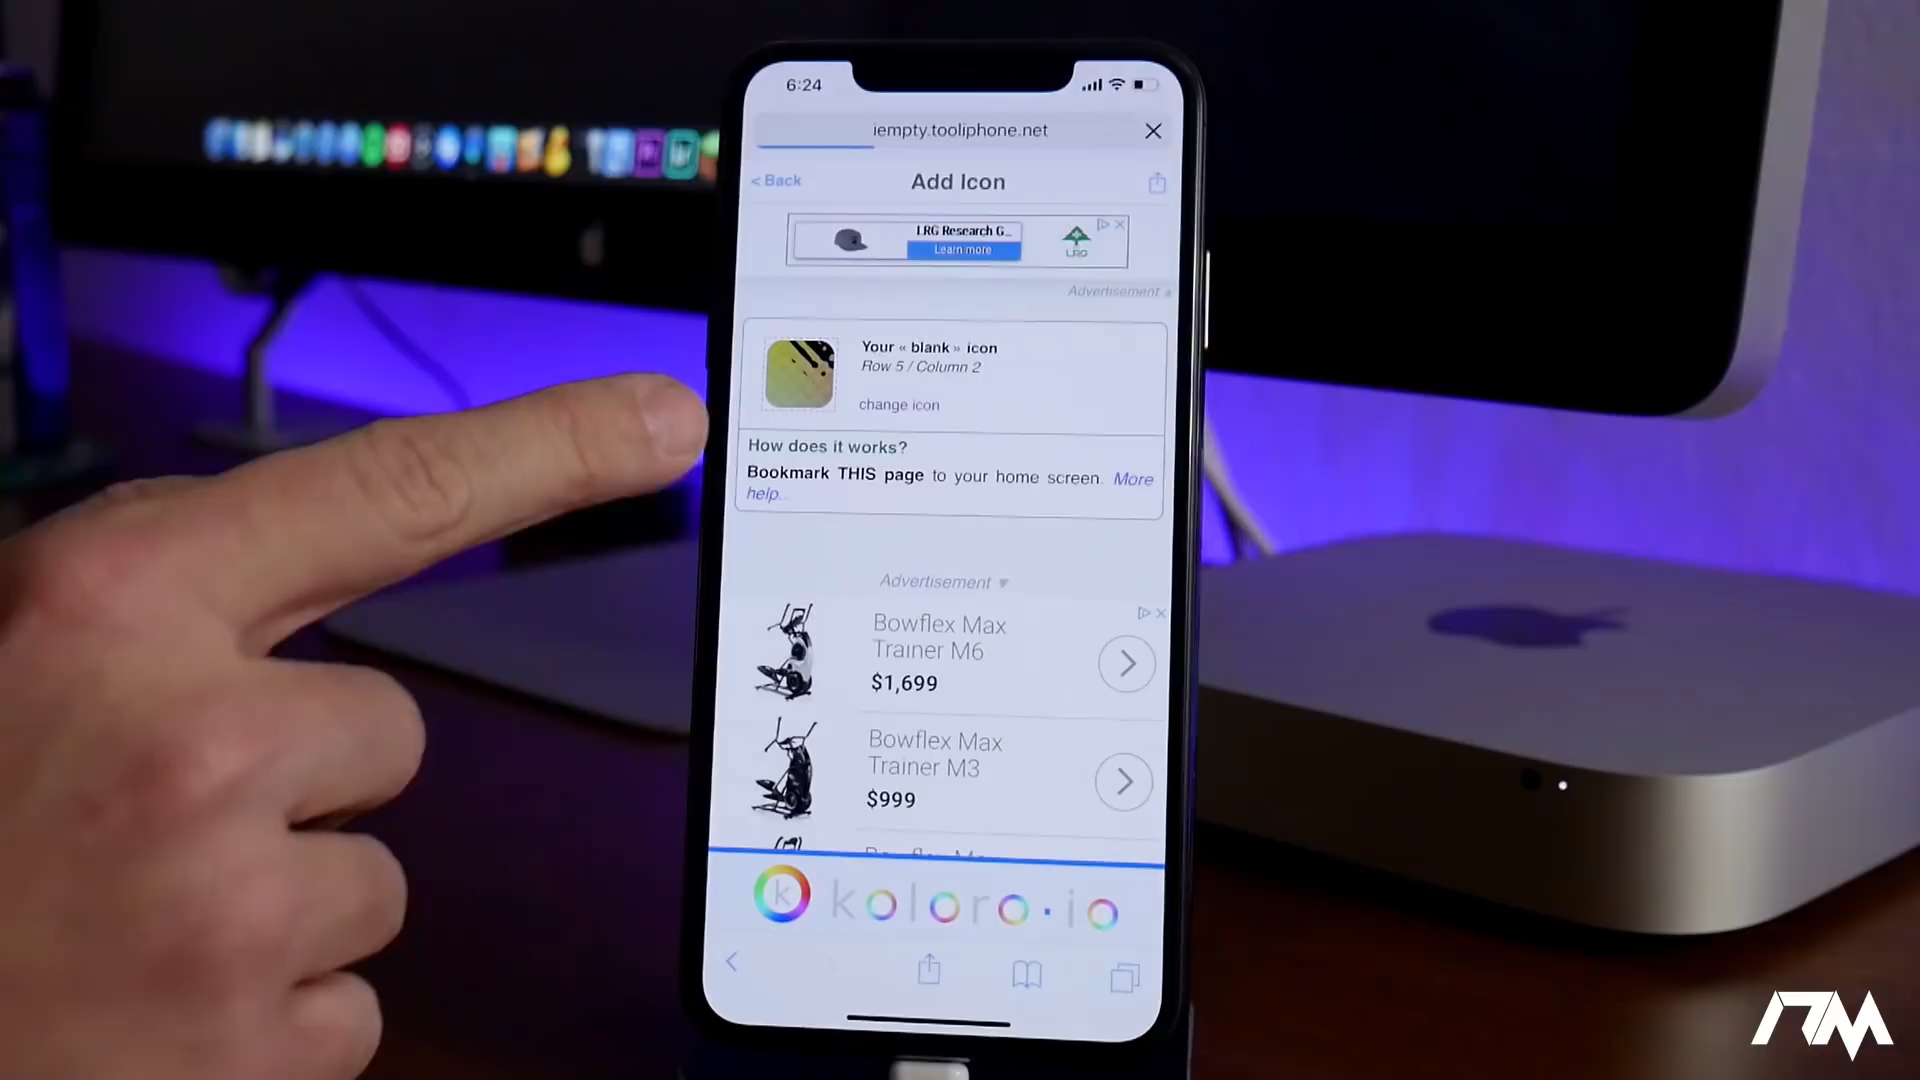 6:24
iempty.tooliphone.net
< Back
Add Icon
LRG Research G...
Learn more
LRG
Advertisement
Your « blank » icon
Row 5 / Column 2
change icon
How does it works?
Bookmark THIS page to your home screen. More
help..
Advertisement ▼
Bowflex Max
Trainer M6
$1,699
Bowflex Max
Trainer M3
$999
k koloro·io